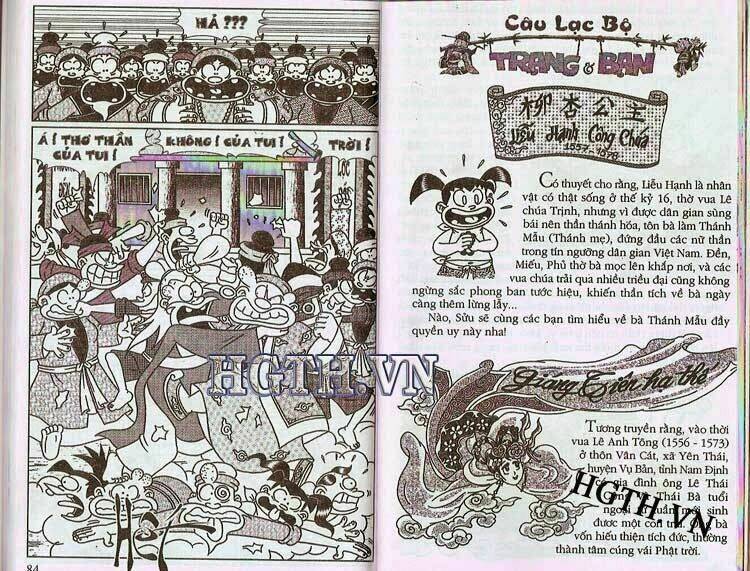 HẢ ???
Á ! THƠ THẦN CỦA TUI !
KHÔNG ! CỦA TUI !
TRỜI !
HGTH.VN
84
Câu Lạc Bộ
TRẠNG & BẠN
柳杏公主
Liễu Hạnh Công Chúa
1557-1578
Có thuyết cho rằng, Liễu Hạnh là nhân
vật có thật sống ở thế kỷ 16, thờ vua Lê
chúa Trịnh, nhưng vì được dân gian sùng
bái nên thần thánh hóa, tôn bà làm Thánh
Mẫu (Thánh mẹ), đứng đầu các nữ thần
trong tín ngưỡng dân gian Việt Nam. Đền,
Miếu, Phủ thờ bà mọc lên khắp nơi, và các
vua chúa trải qua nhiều triều đại cũng không
ngừng sắc phong ban tước hiệu, khiến thần tích về bà ngày
càng thêm lừng lẫy...
Nào, Sửu sẽ cùng các bạn tìm hiểu về bà Thánh Mẫu đầy
quyền uy này nha!
Giáng Tiên hạ thế
Tương truyền rằng, vào thời
vua Lê Anh Tông (1556 - 1573)
ở thôn Vân Cát, xã Yên Thái,
huyện Vụ Bản, tỉnh Nam Định
gia đình ông Lê Thái
Thái Bà tuổi
sinh
được một con
bà
vốn hiếu thiện tích đức, thường
thành tâm cúng vái Phật trời.
HGTH.VN